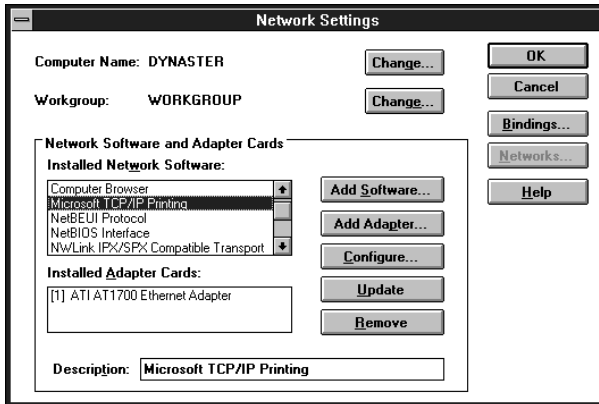 Network Settings
Computer Name: DYNASTER
Change...
OK
Cancel
Workgroup: WORKGROUP
Change...
Bindings...
Network Software and Adapter Cards
Installed Network Software:
Networks...
Computer Browser
Microsoft TCP/IP Printing
NetBEUI Protocol
NetBIOS Interface
NWLink IPX/SPX Compatible Transport
Add Software...
Help
Add Adapter...
Configure...
Installed Adapter Cards:
[1] ATI AT1700 Ethernet Adapter
Update
Remove
Description: Microsoft TCP/IP Printing